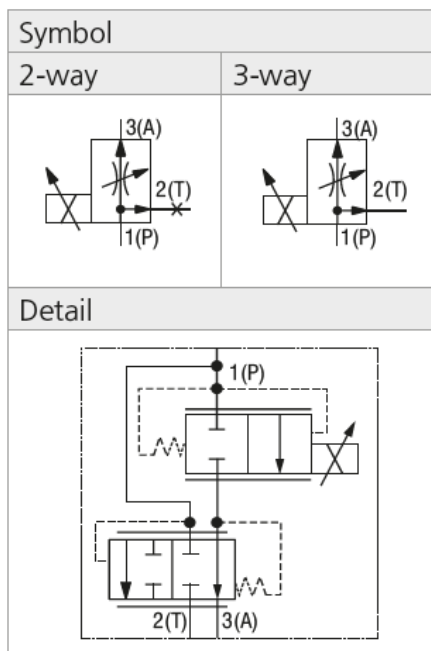 Symbol
2-way 3-way
3(A) 3(A)
2(T) 2(T)
1(P) 1(P)
Detail
1(P)
2(T) 3(A)